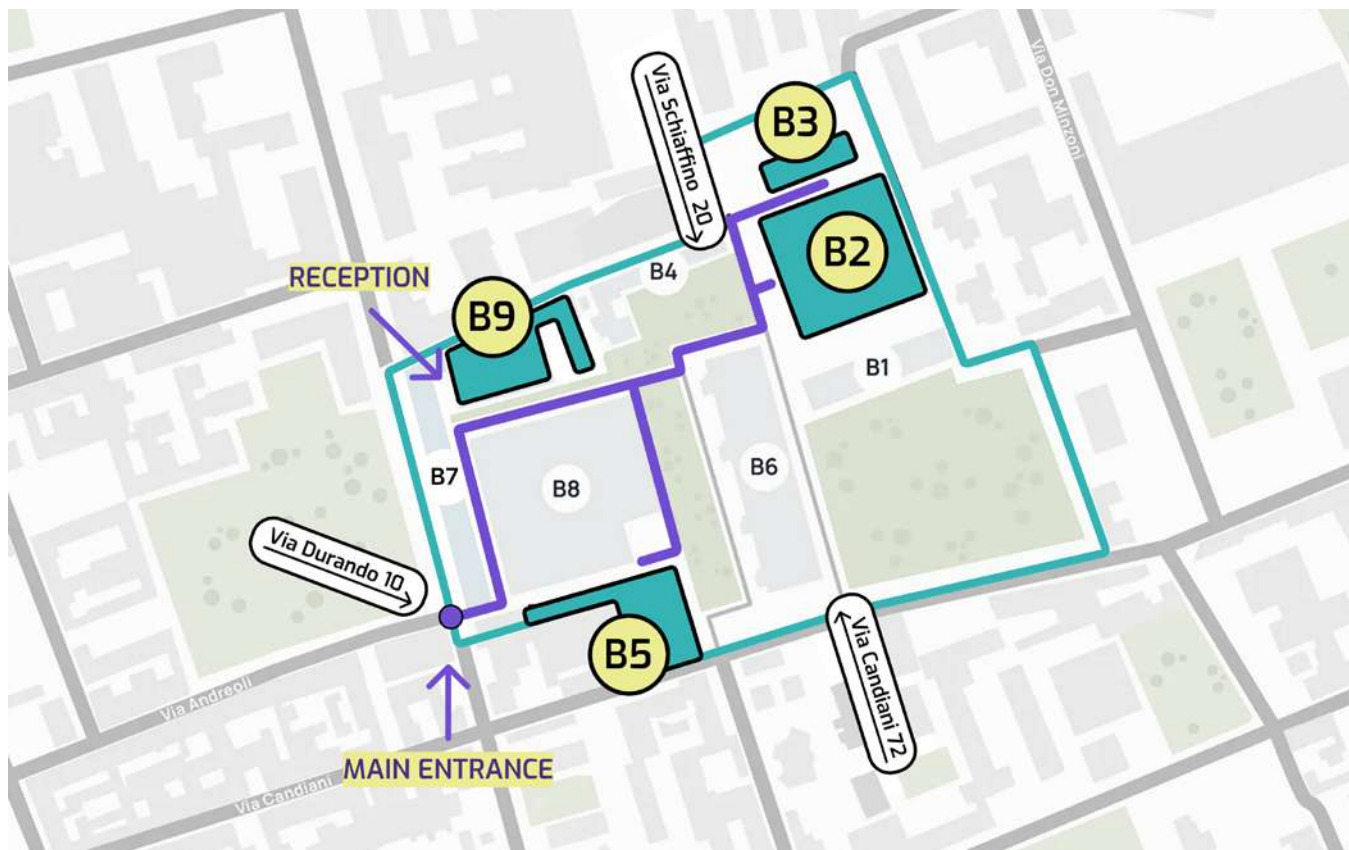 Via Don Minzoni
Via Schiaffino 20
B3
B2
B4
RECEPTION
B9
B1
B7
B6
B8
Via Durando 10
B5
Via Candiani 72
Via Andreoli
MAIN ENTRANCE
Via Candiani